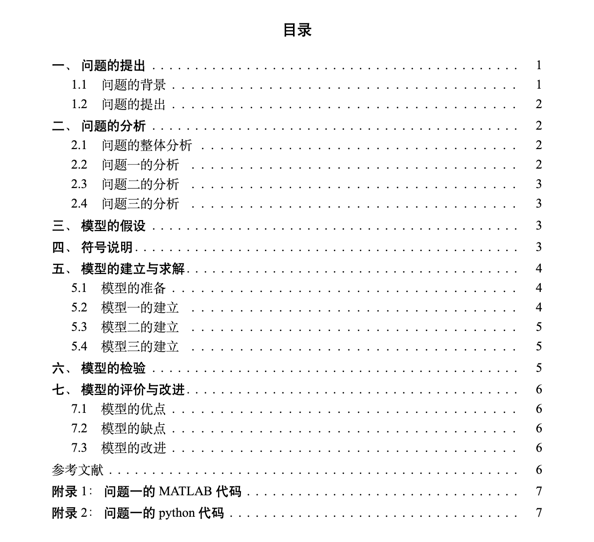 目录
一、 问题的提出 . . . . . . . . . . . . . . . . . . . . . . . . . . . . . . . . . . . . . . . . . . . 1
1.1 问题的背景 . . . . . . . . . . . . . . . . . . . . . . . . . . . . . . . . . . . . . . . . . 1
1.2 问题的提出 . . . . . . . . . . . . . . . . . . . . . . . . . . . . . . . . . . . . . . . . . 2
二、 问题的分析 . . . . . . . . . . . . . . . . . . . . . . . . . . . . . . . . . . . . . . . . . . . 2
2.1 问题的整体分析 . . . . . . . . . . . . . . . . . . . . . . . . . . . . . . . . . . . . . . 2
2.2 问题一的分析 . . . . . . . . . . . . . . . . . . . . . . . . . . . . . . . . . . . . . . . 2
2.3 问题二的分析 . . . . . . . . . . . . . . . . . . . . . . . . . . . . . . . . . . . . . . . 3
2.4 问题三的分析 . . . . . . . . . . . . . . . . . . . . . . . . . . . . . . . . . . . . . . . 3
三、 模型的假设 . . . . . . . . . . . . . . . . . . . . . . . . . . . . . . . . . . . . . . . . . . . 3
四、 符号说明 . . . . . . . . . . . . . . . . . . . . . . . . . . . . . . . . . . . . . . . . . . . . . 3
五、 模型的建立与求解 . . . . . . . . . . . . . . . . . . . . . . . . . . . . . . . . . . . . . . . 4
5.1 模型的准备 . . . . . . . . . . . . . . . . . . . . . . . . . . . . . . . . . . . . . . . . . 4
5.2 模型一的建立 . . . . . . . . . . . . . . . . . . . . . . . . . . . . . . . . . . . . . . . 4
5.3 模型二的建立 . . . . . . . . . . . . . . . . . . . . . . . . . . . . . . . . . . . . . . . 5
5.4 模型三的建立 . . . . . . . . . . . . . . . . . . . . . . . . . . . . . . . . . . . . . . . 5
六、 模型的检验 . . . . . . . . . . . . . . . . . . . . . . . . . . . . . . . . . . . . . . . . . . . 5
七、 模型的评价与改进 . . . . . . . . . . . . . . . . . . . . . . . . . . . . . . . . . . . . . . . 6
7.1 模型的优点 . . . . . . . . . . . . . . . . . . . . . . . . . . . . . . . . . . . . . . . . . 6
7.2 模型的缺点 . . . . . . . . . . . . . . . . . . . . . . . . . . . . . . . . . . . . . . . . . 6
7.3 模型的改进 . . . . . . . . . . . . . . . . . . . . . . . . . . . . . . . . . . . . . . . . . 6
参考文献 . . . . . . . . . . . . . . . . . . . . . . . . . . . . . . . . . . . . . . . . . . . . . . . . 6
附录 1： 问题一的 MATLAB 代码 . . . . . . . . . . . . . . . . . . . . . . . . . . . . . . . . 7
附录 2： 问题一的 python 代码 . . . . . . . . . . . . . . . . . . . . . . . . . . . . . . . . . . 7